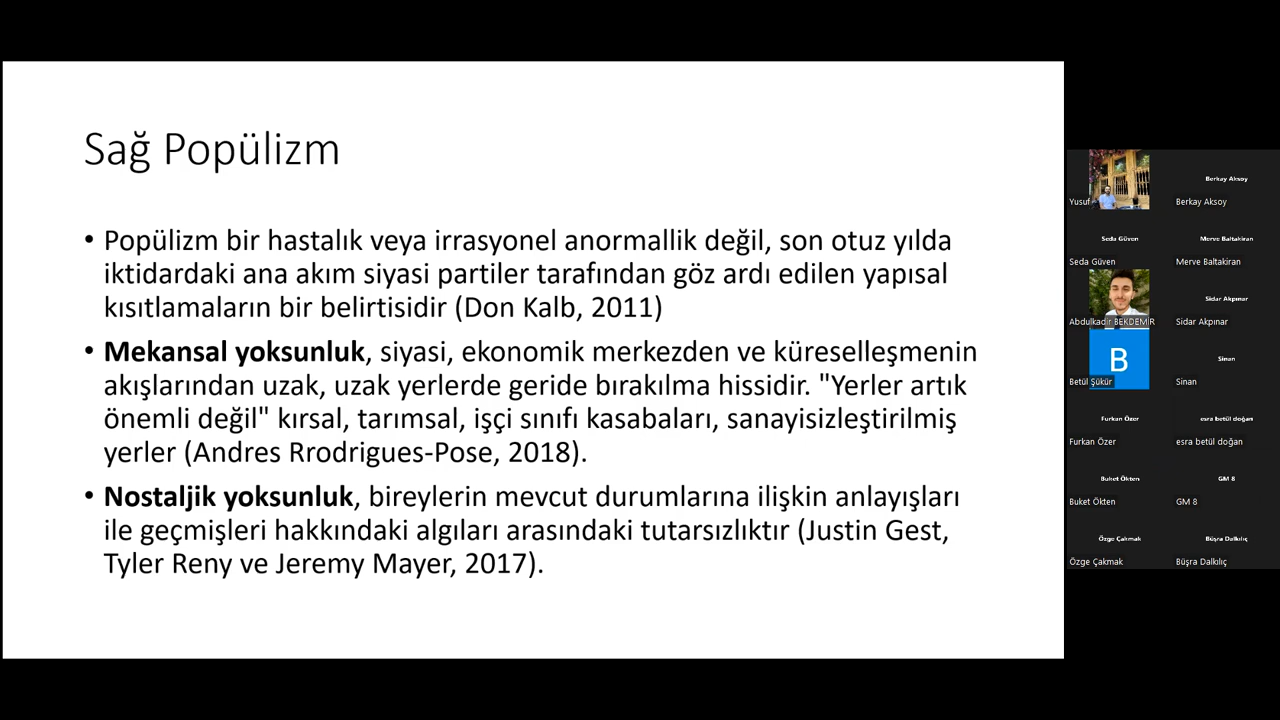 Sağ Popülizm
• Popülizm bir hastalık veya irrasyonel anormallik değil, son otuz yılda
iktidardaki ana akım siyasi partiler tarafından göz ardı edilen yapısal
kısıtlamaların bir belirtisidir (Don Kalb, 2011)
• Mekansal yoksunluk, siyasi, ekonomik merkezden ve küreselleşmenin
akışlarından uzak, uzak yerlerde geride bırakılma hissidir. "Yerler artık
önemli değil" kırsal, tarımsal, işçi sınıfı kasabaları, sanayisizleştirilmiş
yerler (Andres Rrodrigues-Pose, 2018).
• Nostaljik yoksunluk, bireylerin mevcut durumlarına ilişkin anlayışları
ile geçmişleri hakkındaki algıları arasındaki tutarsızlıktır (Justin Gest,
Tyler Reny ve Jeremy Mayer, 2017).
Yusuf
Berkay Aksoy
Berkay Aksoy
Seda Güven
Seda Güven
Merve Baltakiran
Merve Baltakiran
Abdulkadir BEKDEMİR
Sidar Akpınar
Sidar Akpınar
B
Betül Şükür
Sinan
Sinan
Furkan Özer
Furkan Özer
esra betül doğan
esra betül doğan
Buket Ökten
Buket Ökten
GM 8
GM 8
Özge Çakmak
Özge Çakmak
Büşra Dalkılıç
Büşra Dalkılıç